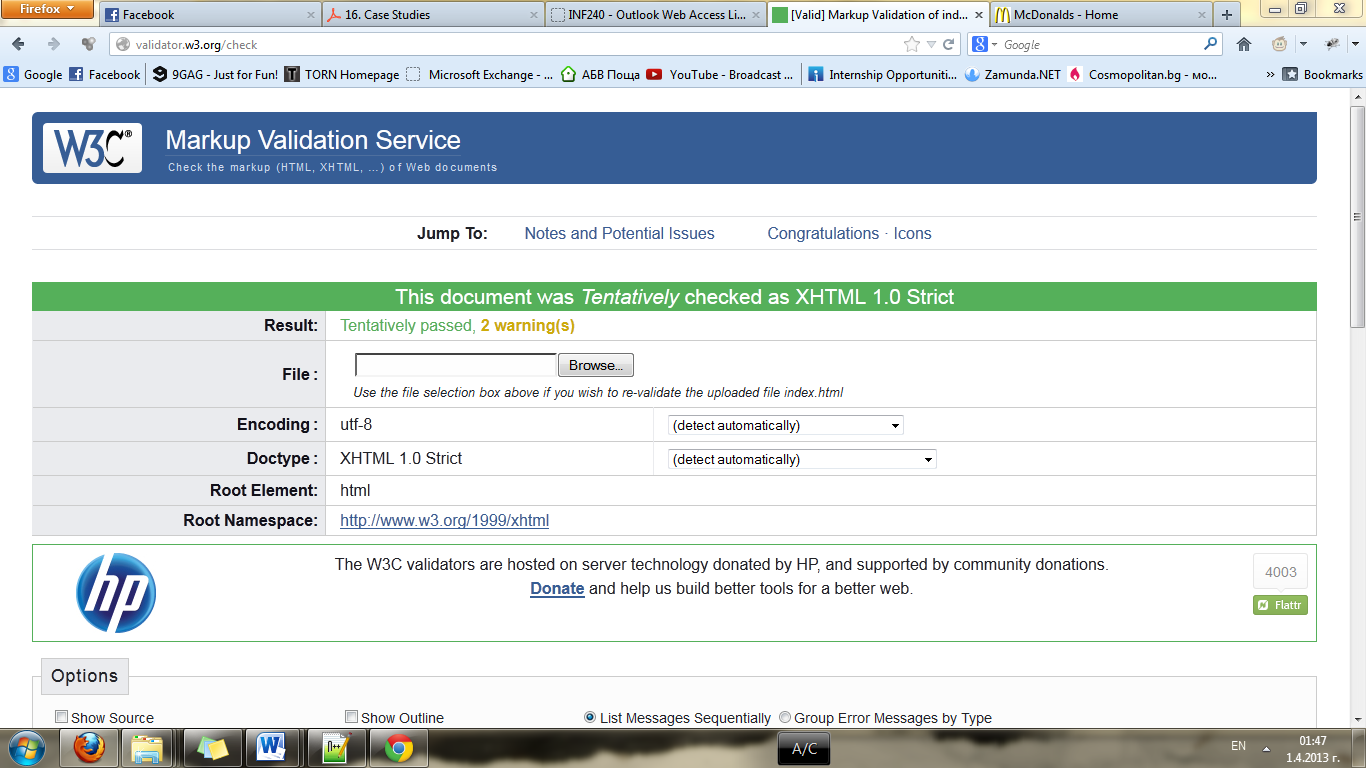 Firefox
Facebook
16. Case Studies
INF240 - Outlook Web Access Li...
[Valid] Markup Validation of ind...
McDonalds - Home
validator.w3.org/check
Google
Google
Facebook
9GAG - Just for Fun!
TORN Homepage
Microsoft Exchange - ...
АБВ Поща
YouTube - Broadcast ...
Internship Opportuniti...
Zamunda.NET
Cosmopolitan.bg - мо...
Bookmarks
W3C®
Markup Validation Service
Check the markup (HTML, XHTML, …) of Web documents
Jump To: Notes and Potential Issues Congratulations · Icons
This document was Tentatively checked as XHTML 1.0 Strict
Result: Tentatively passed, 2 warning(s)
File : Browse...
Use the file selection box above if you wish to re-validate the uploaded file index.html
Encoding : utf-8 (detect automatically)
Doctype : XHTML 1.0 Strict (detect automatically)
Root Element: html
Root Namespace: http://www.w3.org/1999/xhtml
hp
The W3C validators are hosted on server technology donated by HP, and supported by community donations.
Donate and help us build better tools for a better web.
4003
Flattr
Options
Show Source Show Outline List Messages Sequentially Group Error Messages by Type
A/C
EN
01:47
1.4.2013 г.